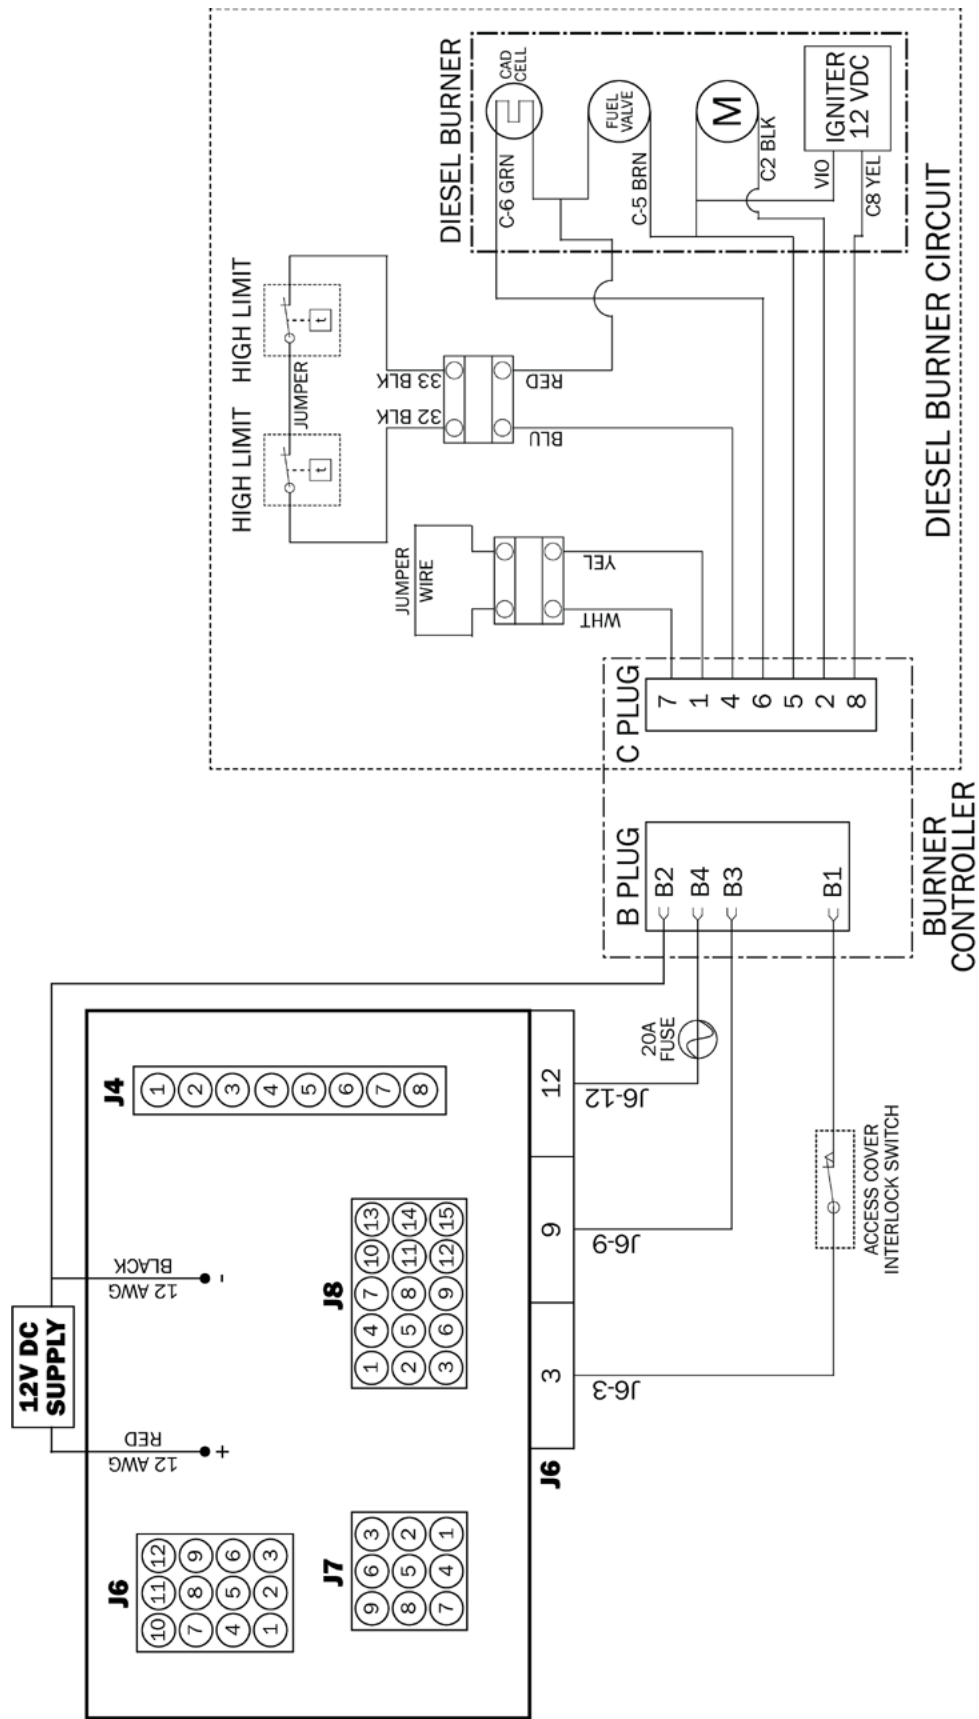 12V DC
SUPPLY
12 AWG
RED
+
12 AWG
BLACK
-
J6
10 11 12
7 8 9
4 5 6
1 2 3
J7
9 6 3
8 5 2
7 4 1
J8
1 4 7 10 13
2 5 8 11 14
3 6 9 12 15
J4
1
2
3
4
5
6
7
8
J6
3 9 12
J6-3
J6-9
J6-12
20A
FUSE
ACCESS COVER
INTERLOCK SWITCH
B PLUG
B2
B4
B3
B1
BURNER
CONTROLLER
C PLUG
7
1
4
6
5
2
8
JUMPER
WIRE
WHT
YEL
HIGH LIMIT
t
JUMPER
HIGH LIMIT
t
32 BLK
33 BLK
BLU
RED
DIESEL BURNER
CAD
CELL
C-6 GRN
FUEL
VALVE
C-5 BRN
M
C2 BLK
IGNITER
12 VDC
VIO
C8 YEL
DIESEL BURNER CIRCUIT